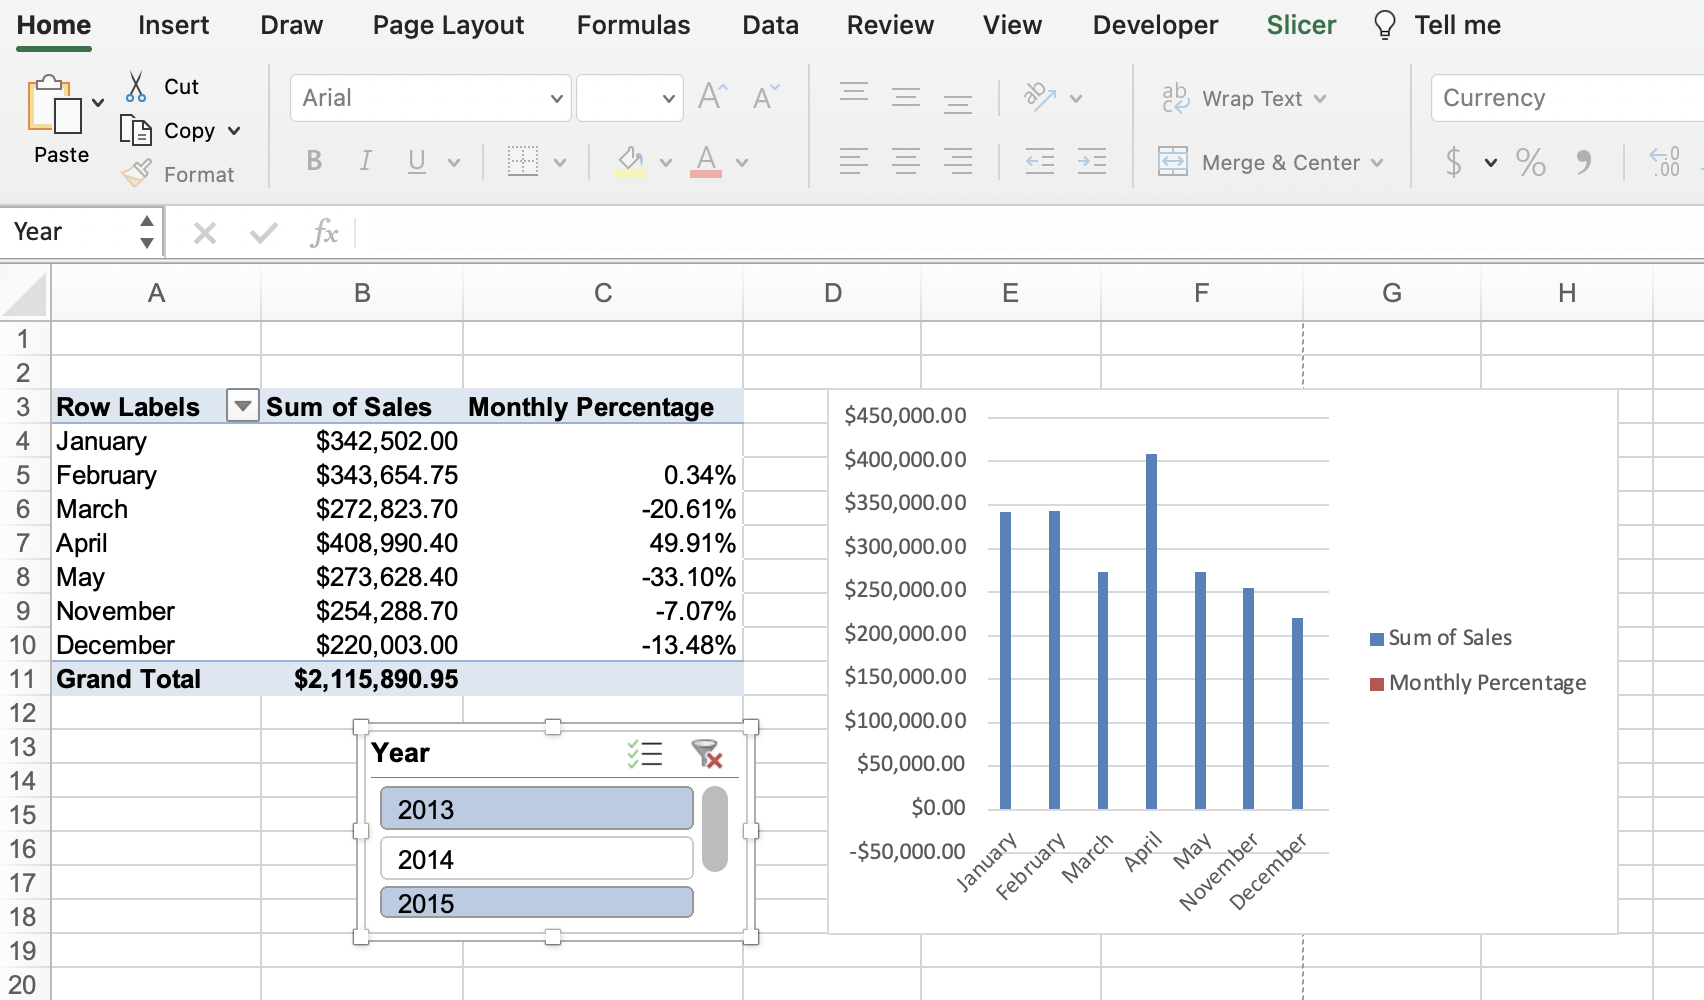 Home Insert Draw Page Layout Formulas Data Review View Developer Slicer Tell me
Paste
Cut
Copy
Format
Arial
B I U A
Wrap Text
Merge & Center
Currency
$ % .00
Year fx
A B C D E F G H
1
2
3 Row Labels Sum of Sales Monthly Percentage
4 January $342,502.00
5 February $343,654.75 0.34%
6 March $272,823.70 -20.61%
7 April $408,990.40 49.91%
8 May $273,628.40 -33.10%
9 November $254,288.70 -7.07%
10 December $220,003.00 -13.48%
11 Grand Total $2,115,890.95
12
13
14
15
16
17
18
19
20
Year
2013
2014
2015
$450,000.00
$400,000.00
$350,000.00
$300,000.00
$250,000.00
$200,000.00
$150,000.00
$100,000.00
$50,000.00
$0.00
-$50,000.00
January February March April May November December
Sum of Sales
Monthly Percentage